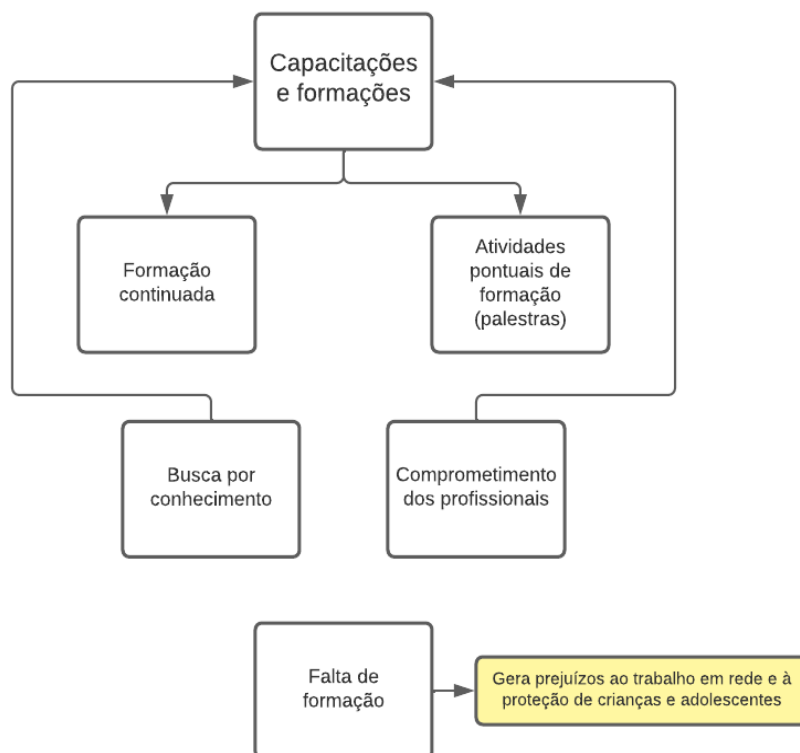 Capacitações
e formações
Formação
continuada
Atividades
pontuais de
formação
(palestras)
Busca por
conhecimento
Comprometimento
dos profissionais
Falta de
formação
Gera prejuízos ao trabalho em rede e à
proteção de crianças e adolescentes